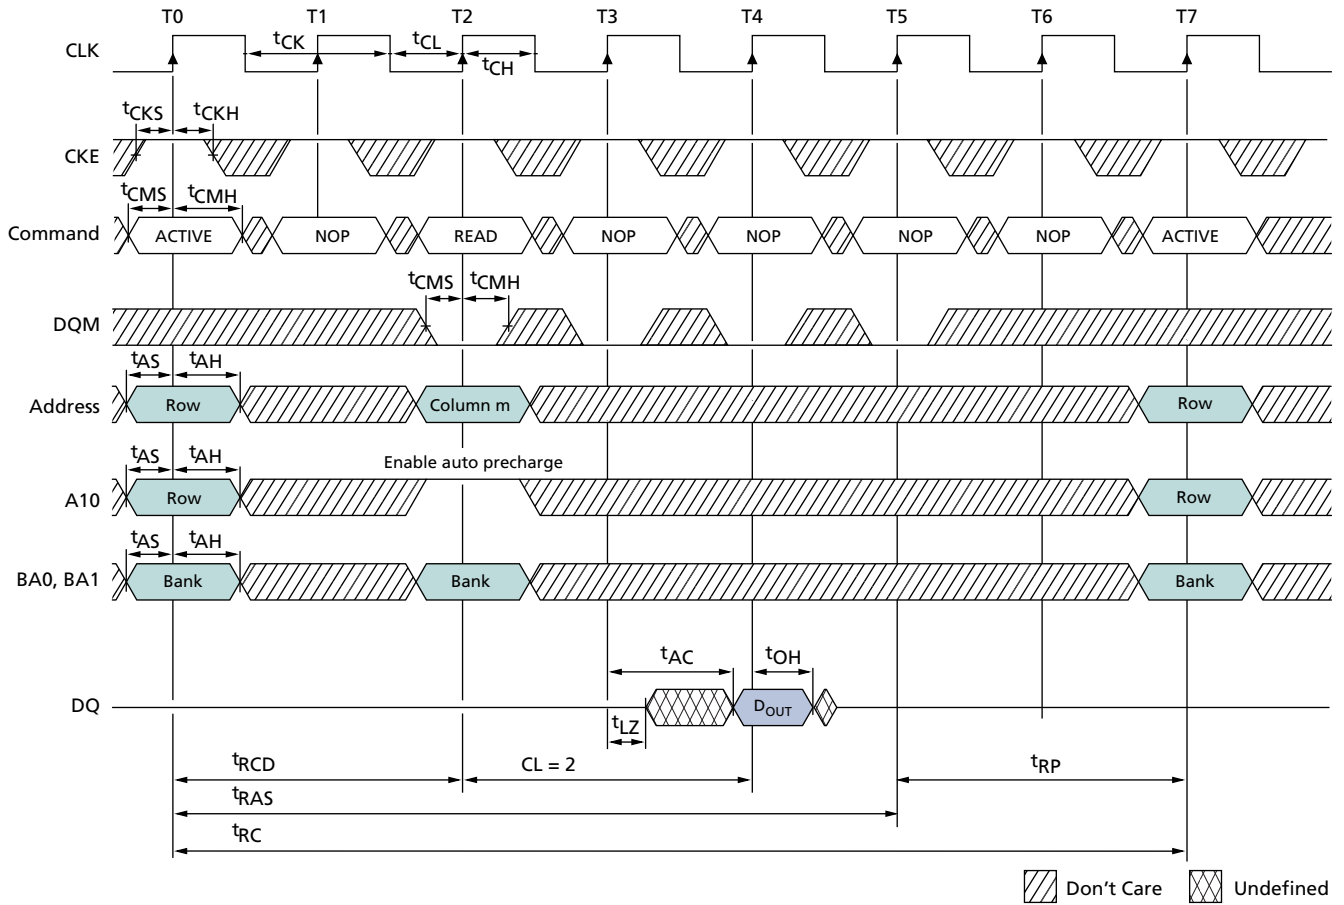 T0 T1 T2 T3 T4 T5 T6 T7
CLK
tCK tCL
tCH
tCKS tCKH
CKE
tCMS tCMH
Command ACTIVE NOP READ NOP NOP NOP NOP ACTIVE
tCMS tCMH
DQM
tAS tAH
Address Row Column m Row
tAS tAH Enable auto precharge
A10 Row Row
tAS tAH
BA0, BA1 Bank Bank Bank
tAC tOH
DQ DOUT
tLZ
tRCD CL = 2 tRP
tRAS
tRC
Don't Care Undefined